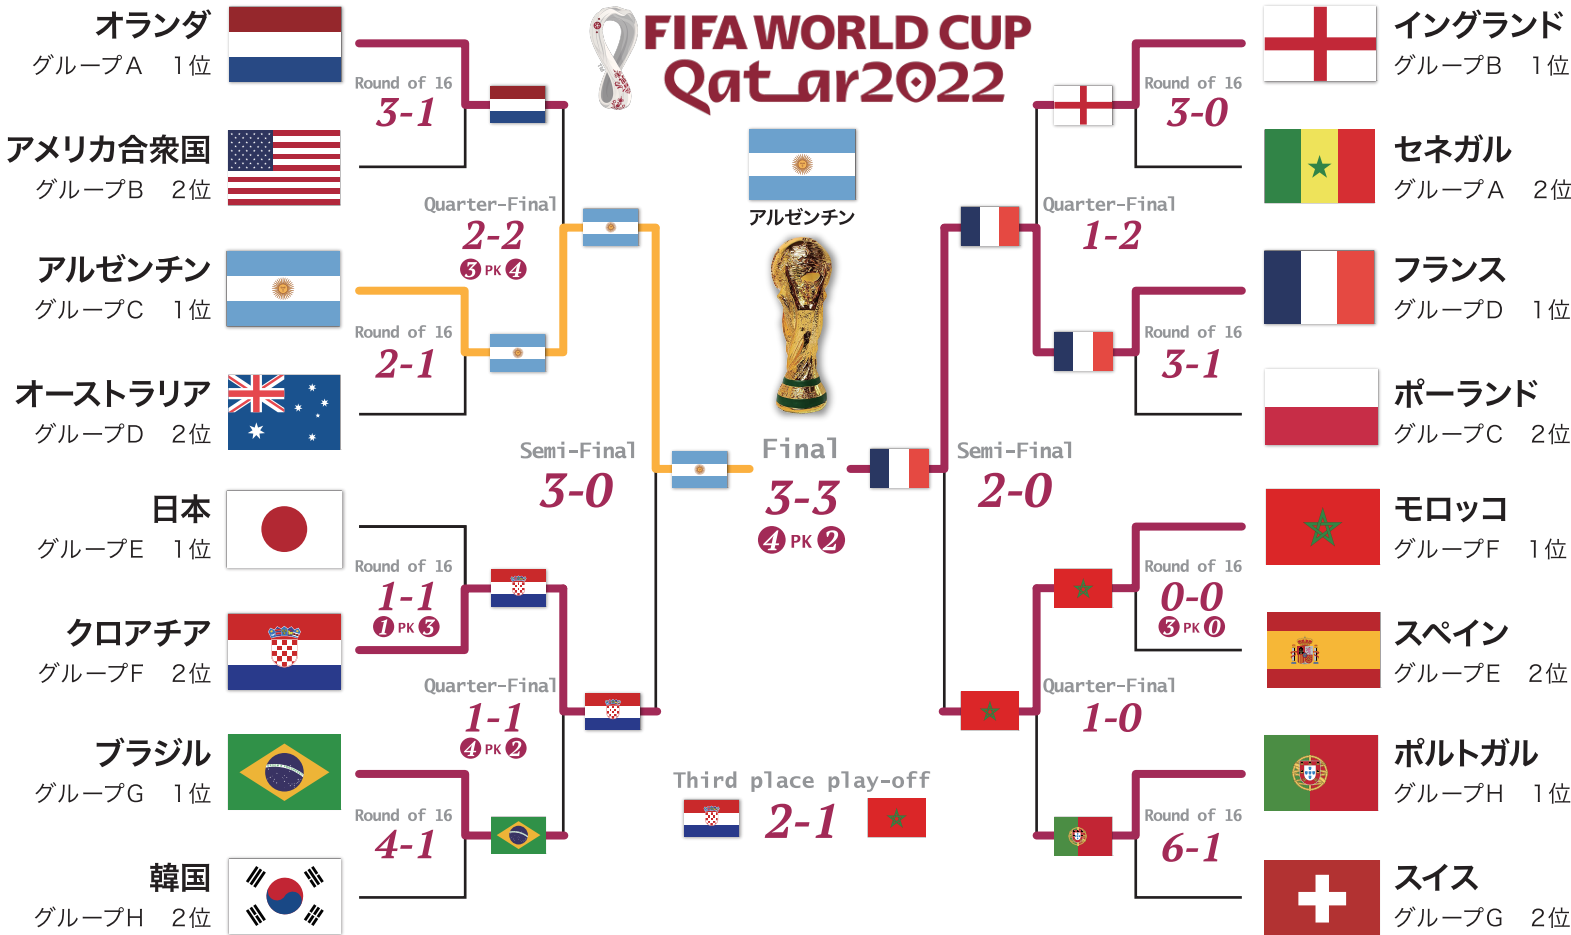 FIFA WORLD CUP
Qatar2022
オランダ
グループA 1位
Round of 16
3-1
アメリカ合衆国
グループB 2位
Quarter-Final
2-2
3 PK 4
アルゼンチン
グループC 1位
Round of 16
2-1
オーストラリア
グループD 2位
Semi-Final
3-0
日本
グループE 1位
Round of 16
1-1
1 PK 3
クロアチア
グループF 2位
Quarter-Final
1-1
4 PK 2
ブラジル
グループG 1位
Round of 16
4-1
韓国
グループH 2位
アルゼンチン
Final
3-3
4 PK 2
Third place play-off
2-1
イングランド
グループB 1位
Round of 16
3-0
セネガル
グループA 2位
Quarter-Final
1-2
フランス
グループD 1位
Round of 16
3-1
ポーランド
グループC 2位
Semi-Final
2-0
モロッコ
グループF 1位
Round of 16
0-0
3 PK 0
スペイン
グループE 2位
Quarter-Final
1-0
ポルトガル
グループH 1位
Round of 16
6-1
スイス
グループG 2位